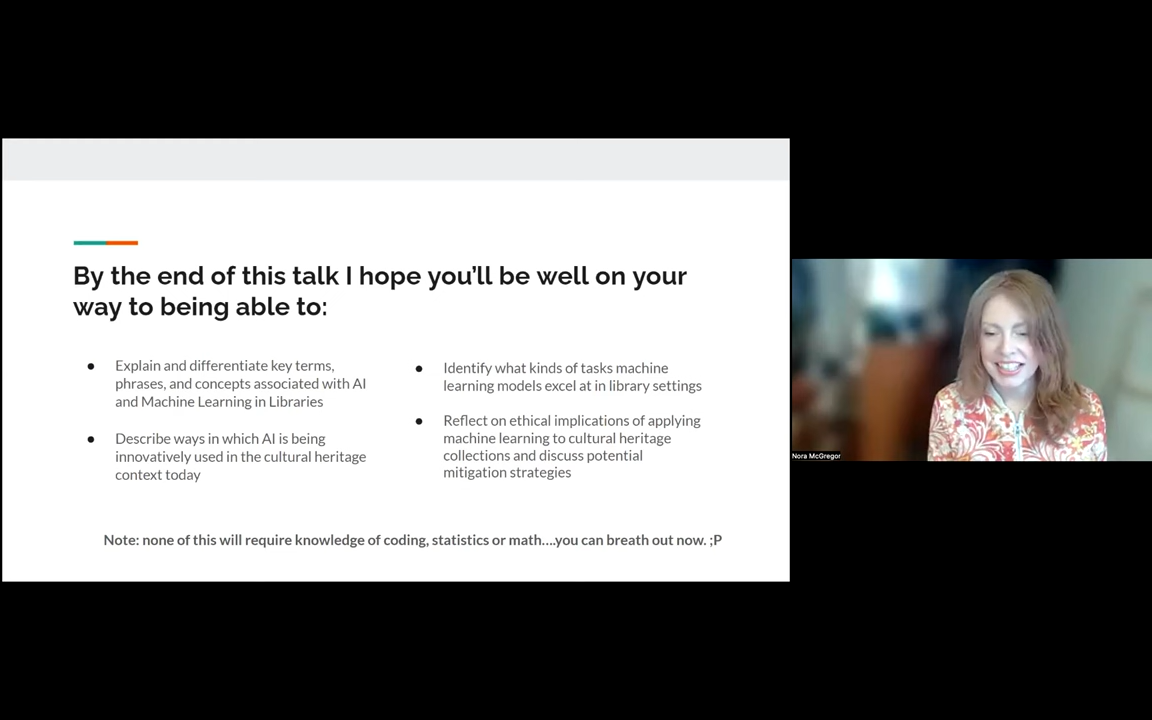 By the end of this talk I hope you’ll be well on your
way to being able to:
● Explain and differentiate key terms,
phrases, and concepts associated with AI
and Machine Learning in Libraries
● Describe ways in which AI is being
innovatively used in the cultural heritage
context today
● Identify what kinds of tasks machine
learning models excel at in library settings
● Reflect on ethical implications of applying
machine learning to cultural heritage
collections and discuss potential
mitigation strategies
Note: none of this will require knowledge of coding, statistics or math....you can breath out now. ;P
Nora McGregor